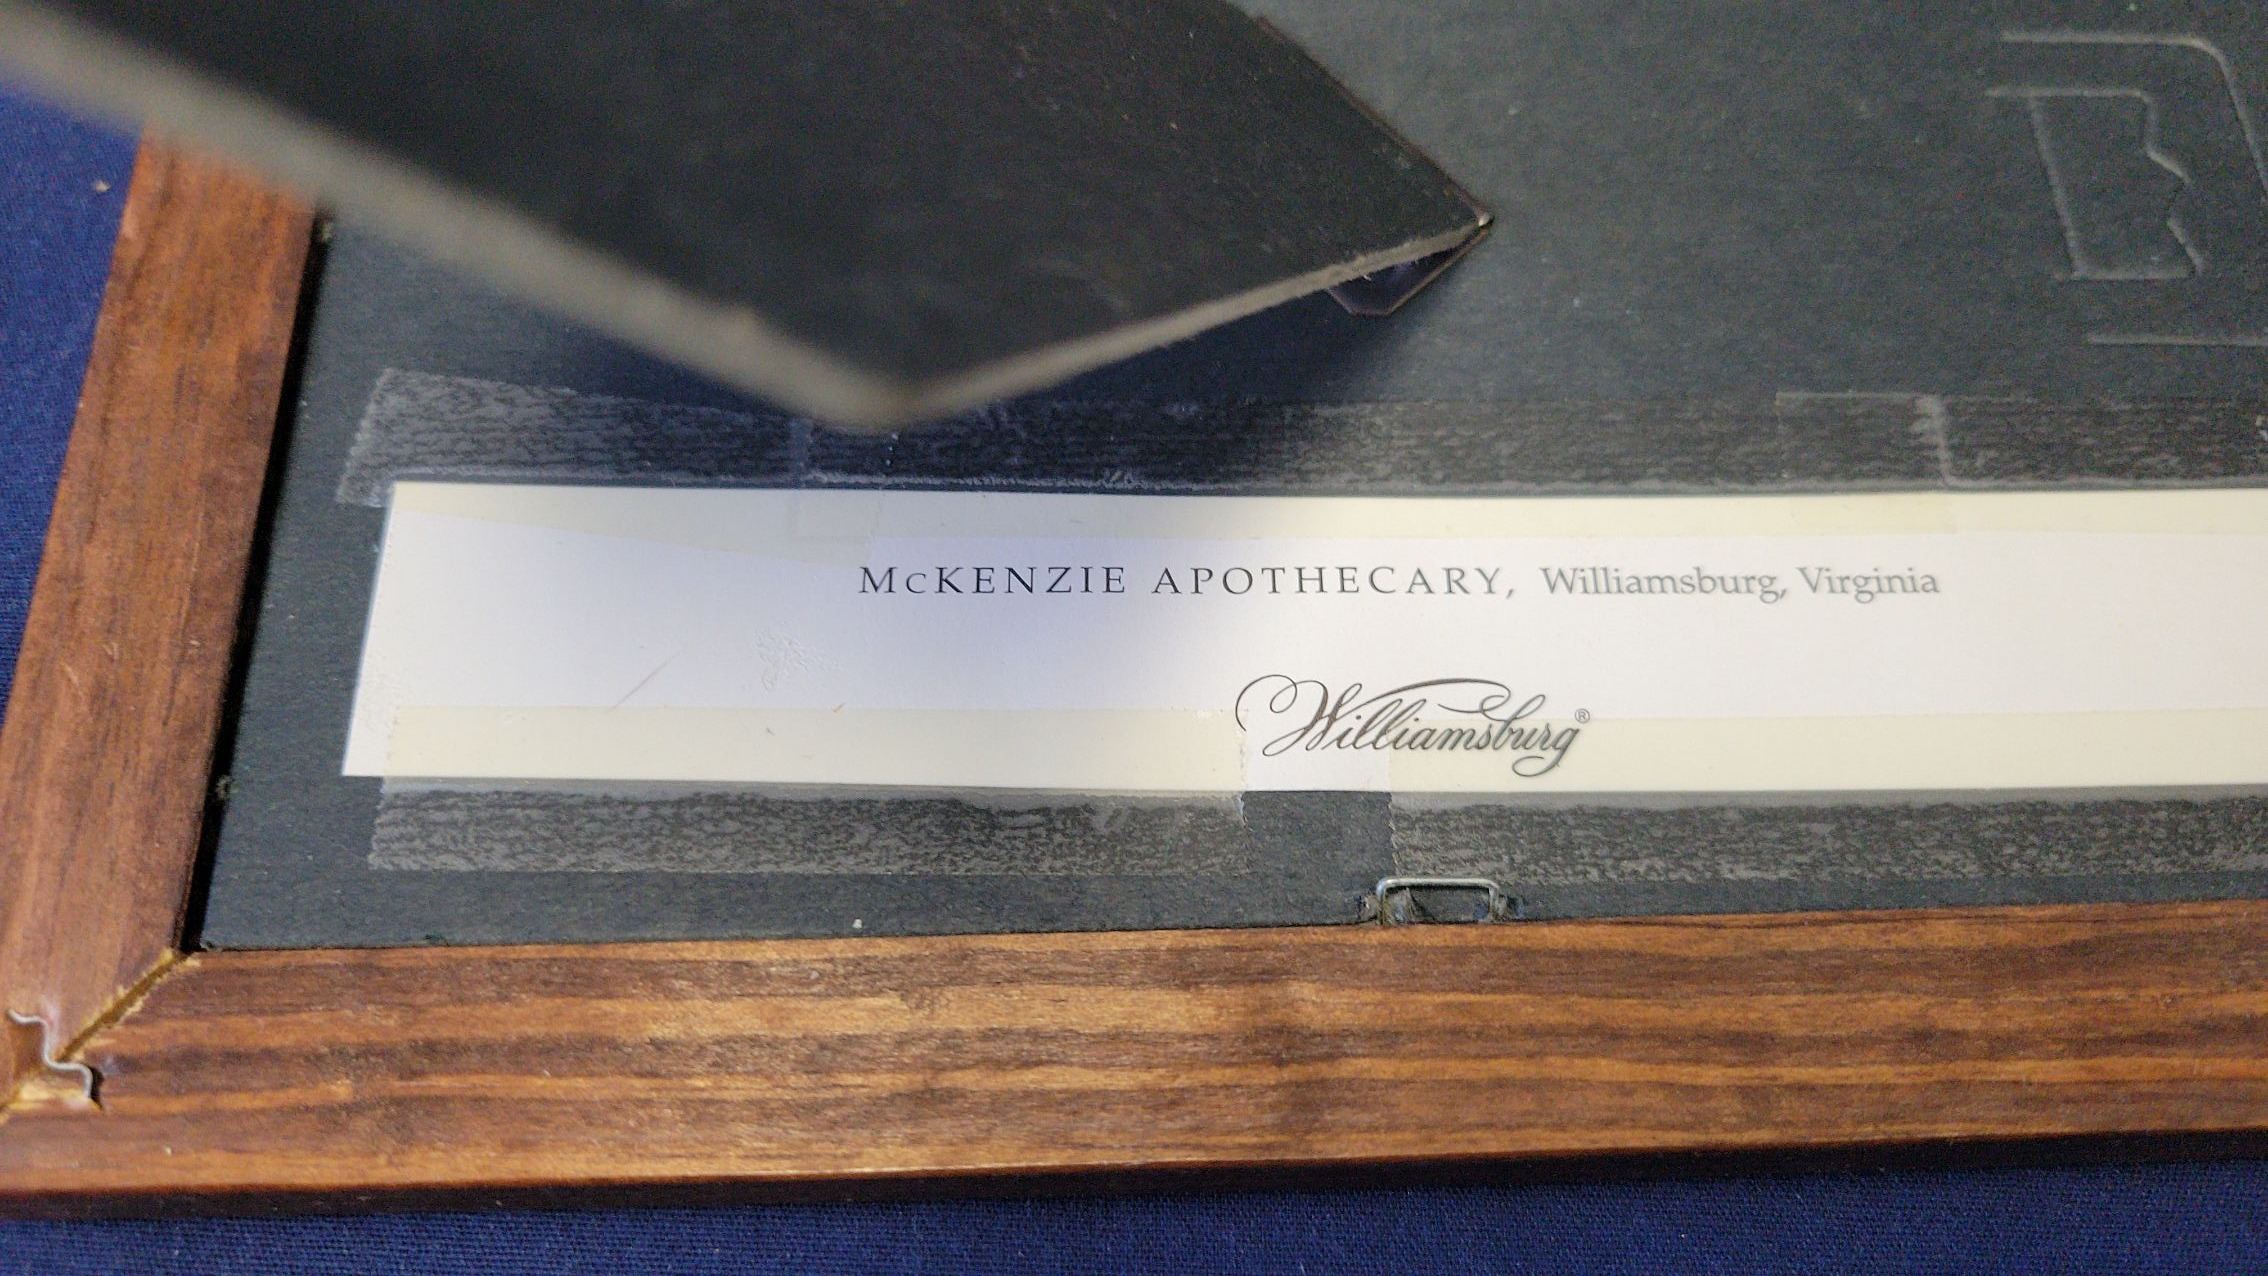 McKENZIE APOTHECARY, Williamsburg, Virginia
Williamsburg®